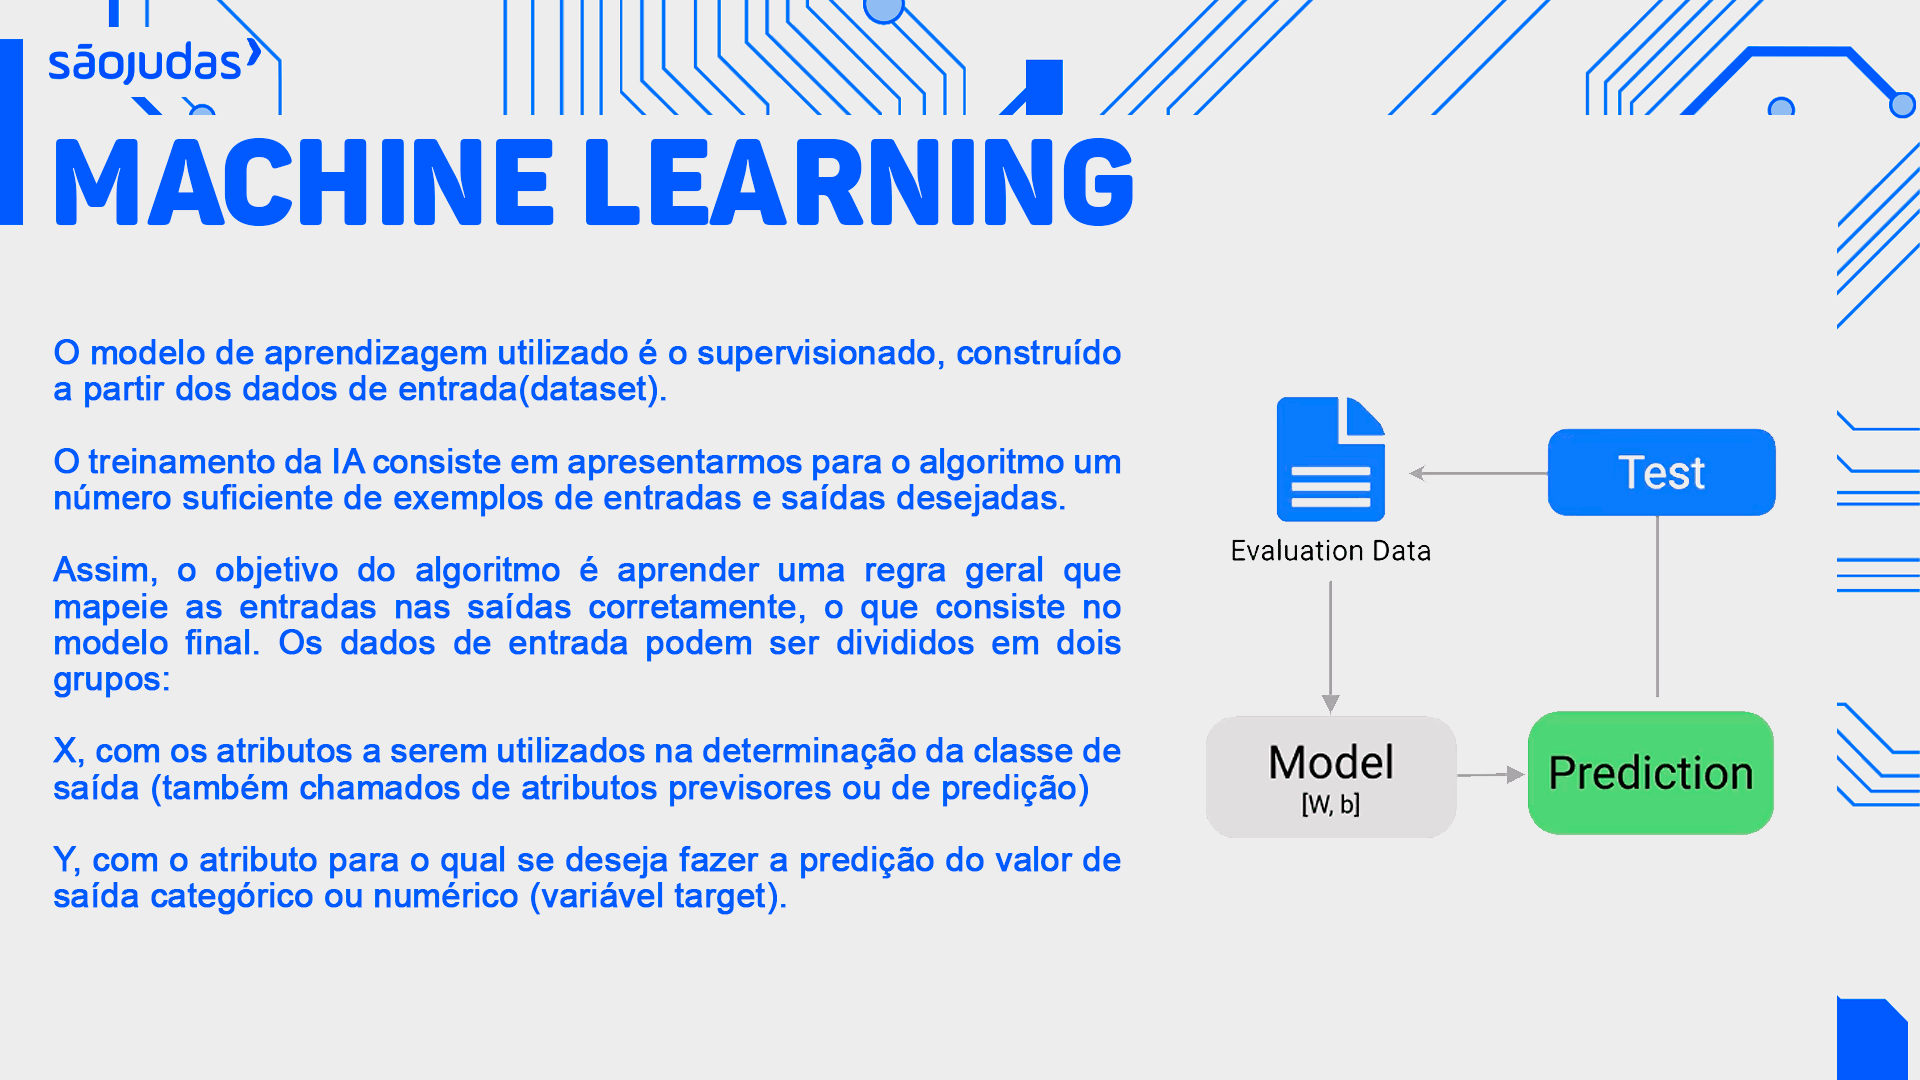 sãojudas
MACHINE LEARNING
O modelo de aprendizagem utilizado é o supervisionado, construído
a partir dos dados de entrada(dataset).
O treinamento da IA consiste em apresentarmos para o algoritmo um
número suficiente de exemplos de entradas e saídas desejadas.
Assim, o objetivo do algoritmo é aprender uma regra geral que
mapeie as entradas nas saídas corretamente, o que consiste no
modelo final. Os dados de entrada podem ser divididos em dois
grupos:
X, com os atributos a serem utilizados na determinação da classe de
saída (também chamados de atributos previsores ou de predição)
Y, com o atributo para o qual se deseja fazer a predição do valor de
saída categórico ou numérico (variável target).
Test
Evaluation Data
Model
[W, b]
Prediction